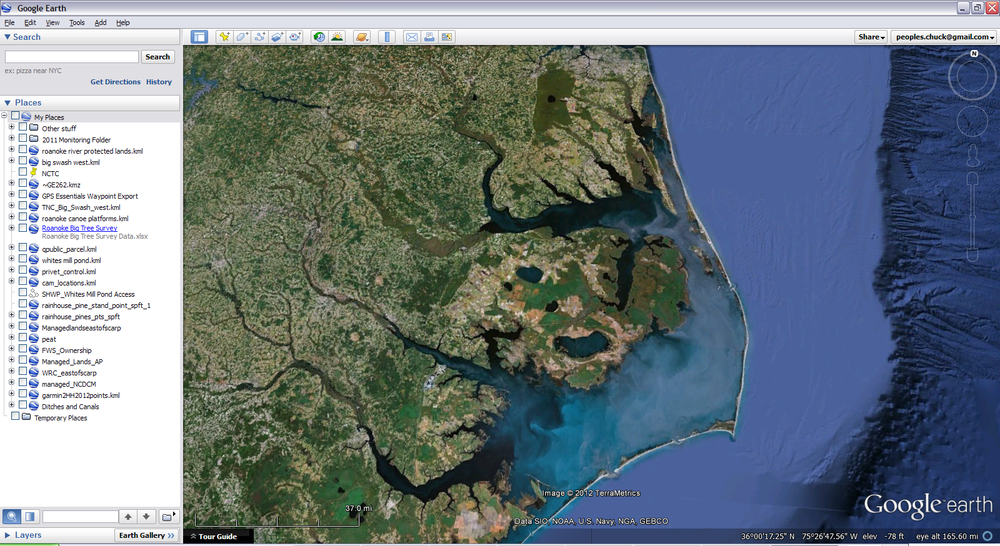 Google Earth
File Edit View Tools Add Help
Search
Search
ex: pizza near NYC
Get Directions History
Places
My Places
Other stuff
2011 Monitoring Folder
roanoke river protected lands.kml
big swash west.kml
NCTC
~GE262.kmz
GPS Essentials Waypoint Export
TNC_Big_Swash_west.kml
roanoke canoe platforms.kml
Roanoke Big Tree Survey
Roanoke Big Tree Survey Data.xlsx
qpublic_parcel.kml
whites mill pond.kml
privet_control.kml
cam_locations.kml
SHWP_Whites Mill Pond Access
rainhouse_pine_stand_point_spft_1
rainhouse_pines_pts_spft
Managedlandseastofscarp
peat
FWS_Ownership
Managed_Lands_AP
WRC_eastofscarp
managed_NCDCM
garmin2HH2012points.kml
Ditches and Canals
Temporary Places
Layers
Earth Gallery »
Share
peoples.chuck@gmail.com
N
37.0 mi
Image © 2012 TerraMetrics
Data SIO, NOAA, U.S. Navy, NGA, GEBCO
Google earth
Tour Guide
36°00'17.25" N 75°26'47.56" W elev -78 ft eye alt 165.60 mi